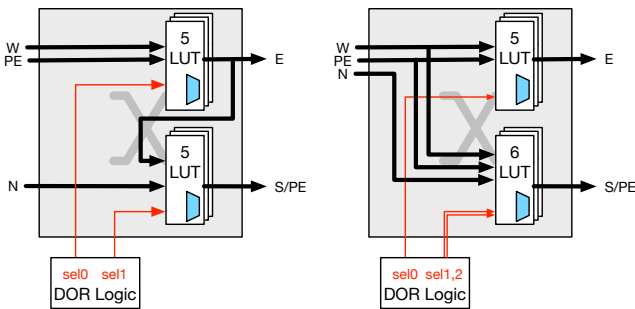 5
LUT
W
PE
E
5
LUT
N
S/PE
sel0 sel1
DOR Logic
5
LUT
W
PE
N
E
6
LUT
S/PE
sel0 sel1,2
DOR Logic